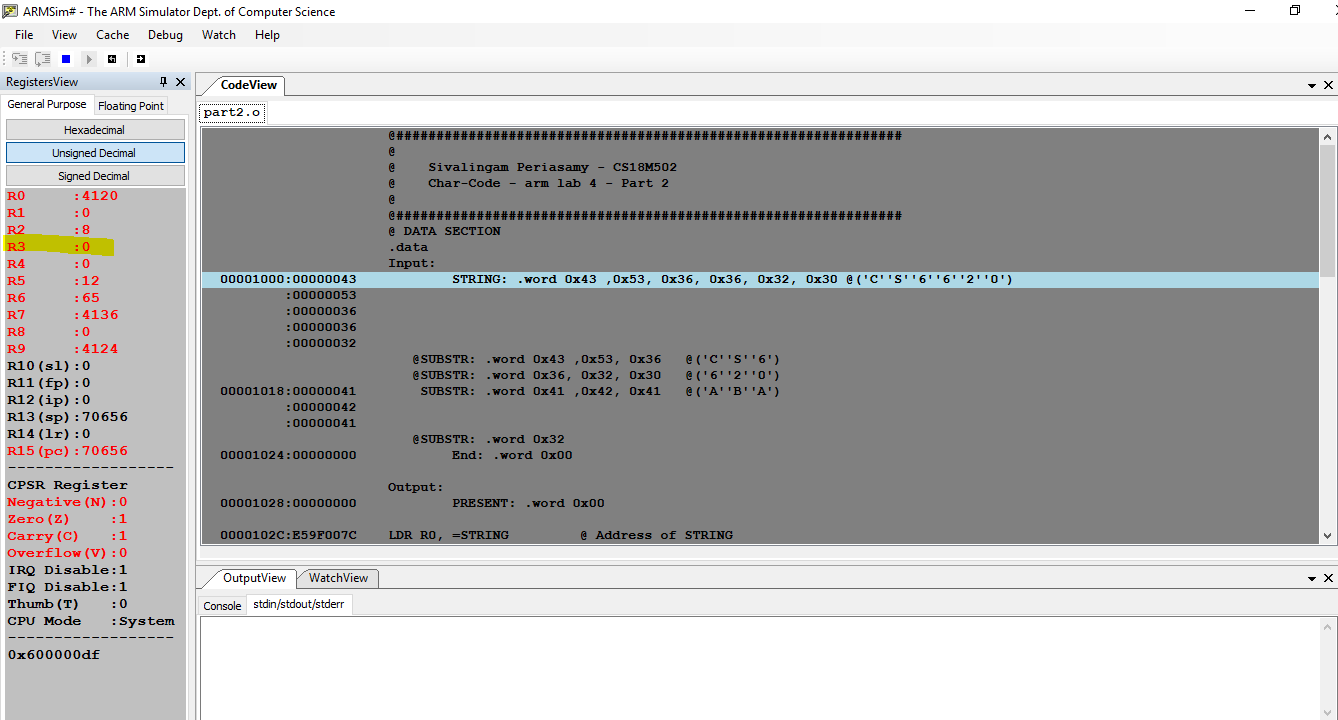 ARMSim# - The ARM Simulator Dept. of Computer Science
File View Cache Debug Watch Help
RegistersView
General Purpose Floating Point
Hexadecimal
Unsigned Decimal
Signed Decimal
R0 :4120
R1 :0
R2 :8
R3 :0
R4 :0
R5 :12
R6 :65
R7 :4136
R8 :0
R9 :4124
R10(sl):0
R11(fp):0
R12(ip):0
R13(sp):70656
R14(lr):0
R15(pc):70656
------------------
CPSR Register
Negative(N):0
Zero(Z) :1
Carry(C) :1
Overflow(V):0
IRQ Disable:1
FIQ Disable:1
Thumb(T) :0
CPU Mode :System
------------------
0x600000df
CodeView
part2.o
@###############################################################
@
@ Sivalingam Periasamy - CS18M502
@ Char-Code - arm lab 4 - Part 2
@
@###############################################################
@ DATA SECTION
.data
Input:
00001000:00000043 STRING: .word 0x43 ,0x53, 0x36, 0x36, 0x32, 0x30 @('C''S''6''6''2''0')
:00000053
:00000036
:00000036
:00000032
@SUBSTR: .word 0x43 ,0x53, 0x36 @('C''S''6')
@SUBSTR: .word 0x36, 0x32, 0x30 @('6''2''0')
00001018:00000041 SUBSTR: .word 0x41 ,0x42, 0x41 @('A''B''A')
:00000042
:00000041
@SUBSTR: .word 0x32
00001024:00000000 End: .word 0x00
Output:
00001028:00000000 PRESENT: .word 0x00
0000102C:E59F007C LDR R0, =STRING @ Address of STRING
OutputView WatchView
Console stdin/stdout/stderr